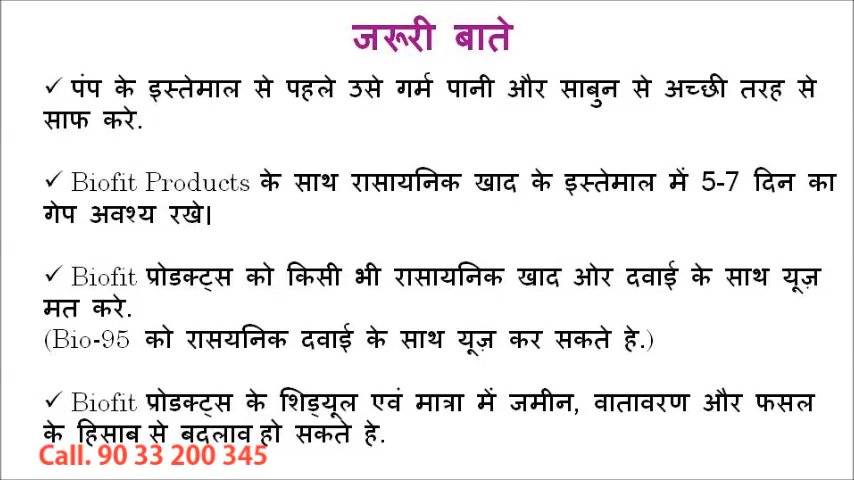 जरूरी बाते
✓ पंप के इस्तेमाल से पहले उसे गर्म पानी और साबुन से अच्छी तरह से
साफ करे.
✓ Biofit Products के साथ रासायनिक खाद के इस्तेमाल में 5-7 दिन का
गेप अवश्य रखे।
✓ Biofit प्रोडक्ट्स को किसी भी रासायनिक खाद ओर दवाई के साथ यूज़
मत करे.
(Bio-95 को रासयनिक दवाई के साथ यूज़ कर सकते हे.)
✓ Biofit प्रोडक्ट्स के शिड्यूल एवं मात्रा में जमीन, वातावरण और फसल
के हिसाब से बदलाव हो सकते हे.
Call. 90 33 200 345